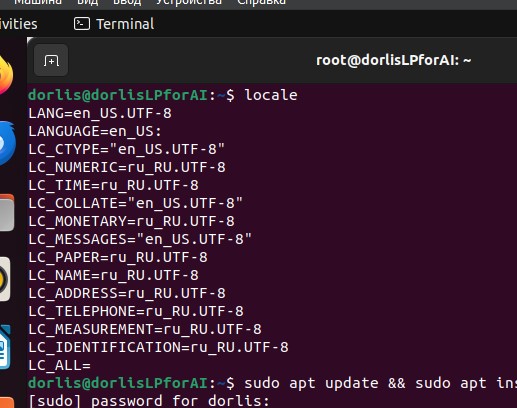 Машина Вид Ввод Устройства Справка
ivities Terminal
root@dorlisLPforAI: ~
dorlis@dorlisLPforAI:~$ locale
LANG=en_US.UTF-8
LANGUAGE=en_US:
LC_CTYPE="en_US.UTF-8"
LC_NUMERIC=ru_RU.UTF-8
LC_TIME=ru_RU.UTF-8
LC_COLLATE="en_US.UTF-8"
LC_MONETARY=ru_RU.UTF-8
LC_MESSAGES="en_US.UTF-8"
LC_PAPER=ru_RU.UTF-8
LC_NAME=ru_RU.UTF-8
LC_ADDRESS=ru_RU.UTF-8
LC_TELEPHONE=ru_RU.UTF-8
LC_MEASUREMENT=ru_RU.UTF-8
LC_IDENTIFICATION=ru_RU.UTF-8
LC_ALL=
dorlis@dorlisLPforAI:~$ sudo apt update && sudo apt ins
[sudo] password for dorlis: